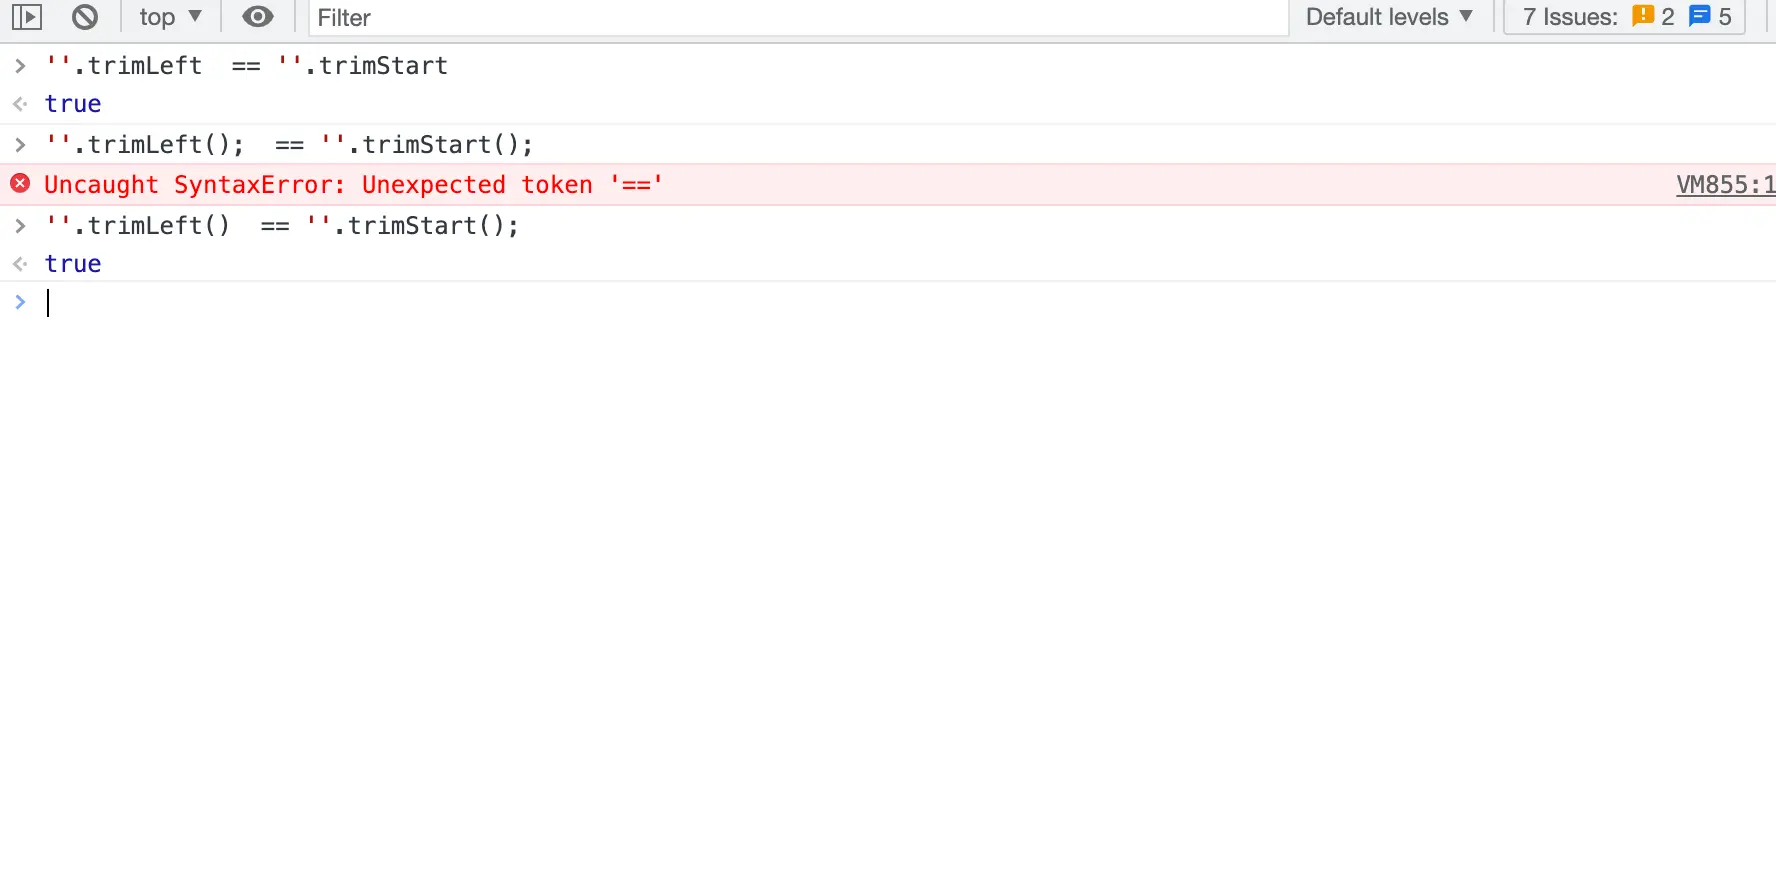 top ▼ Filter Default levels ▼ 7 Issues: 2 5
> ''.trimLeft  == ''.trimStart
true
> ''.trimLeft();  == ''.trimStart();
Uncaught SyntaxError: Unexpected token '==' VM855:1
> ''.trimLeft()  == ''.trimStart();
true
>